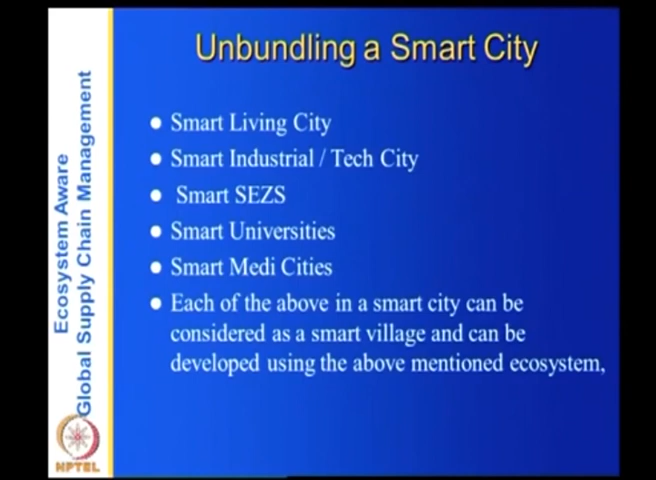 Unbundling a Smart City
Smart Living City
Smart Industrial / Tech City
Smart SEZS
Smart Universities
Smart Medi Cities
Each of the above in a smart city can be
considered as a smart village and can be
developed using the above mentioned ecosystem,
Ecosystem Aware
Global Supply Chain Management
NPTEL